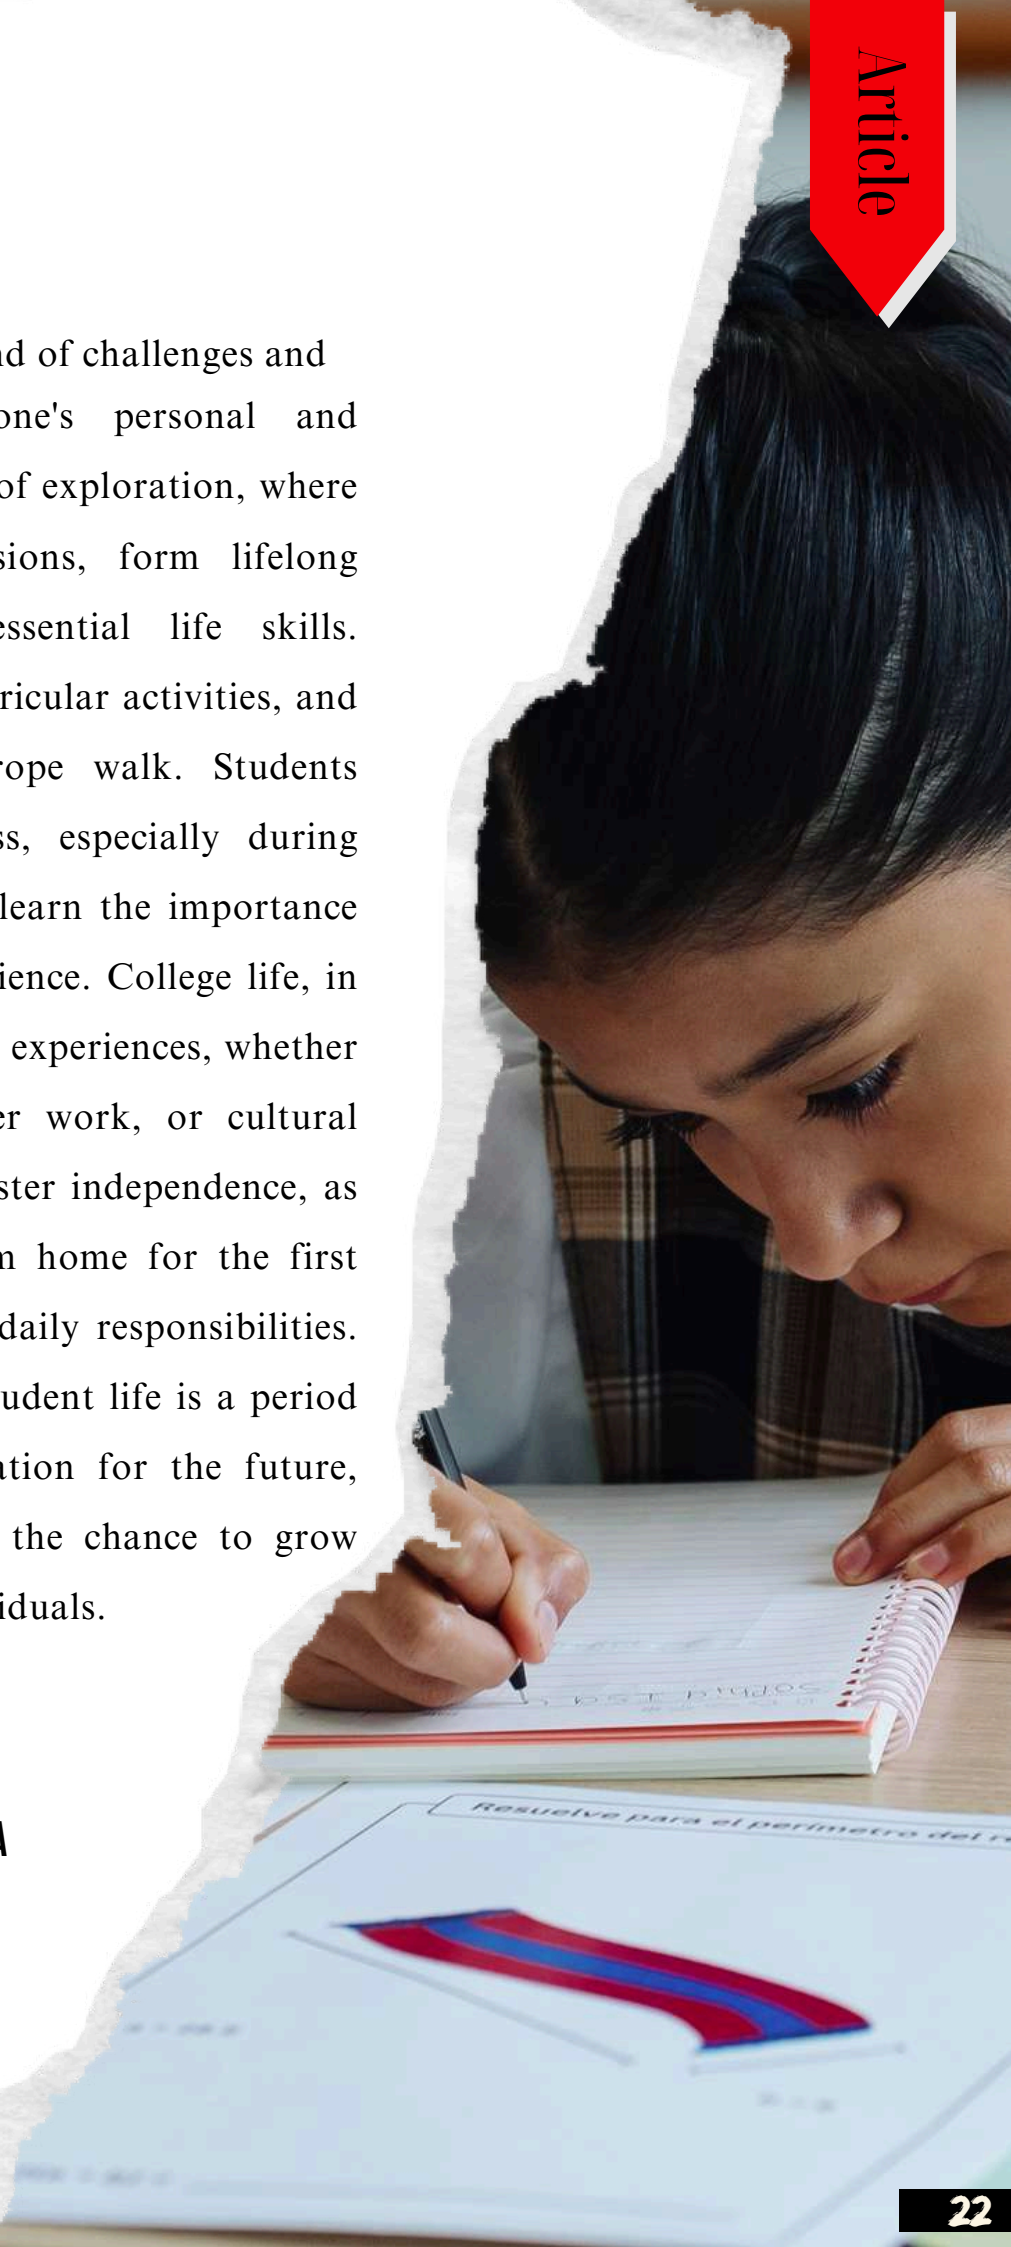 Article
nd of challenges and
one's personal and
of exploration, where
sions, form lifelong
essential life skills.
ricular activities, and
rope walk. Students
ss, especially during
learn the importance
ience. College life, in
experiences, whether
er work, or cultural
ster independence, as
m home for the first
daily responsibilities.
udent life is a period
ation for the future,
the chance to grow
iduals.
A
Resuelve para el perímetro del r
22